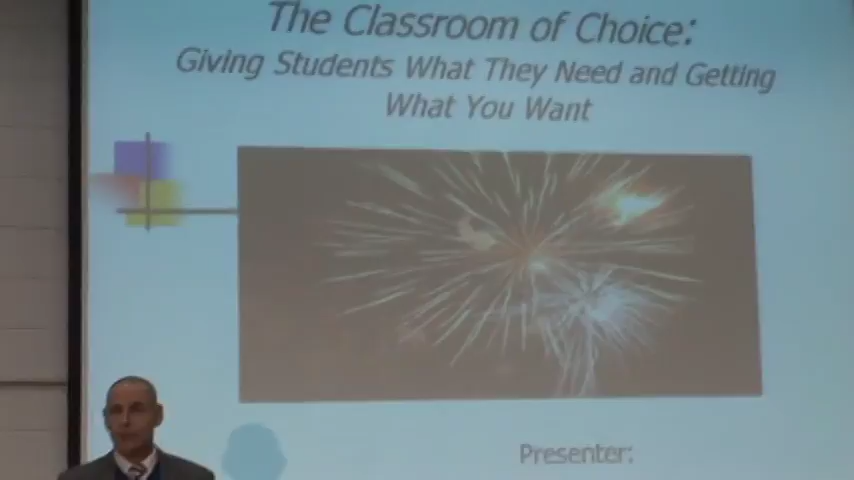 The Classroom of Choice:
Giving Students What They Need and Getting
What You Want
Presenter: